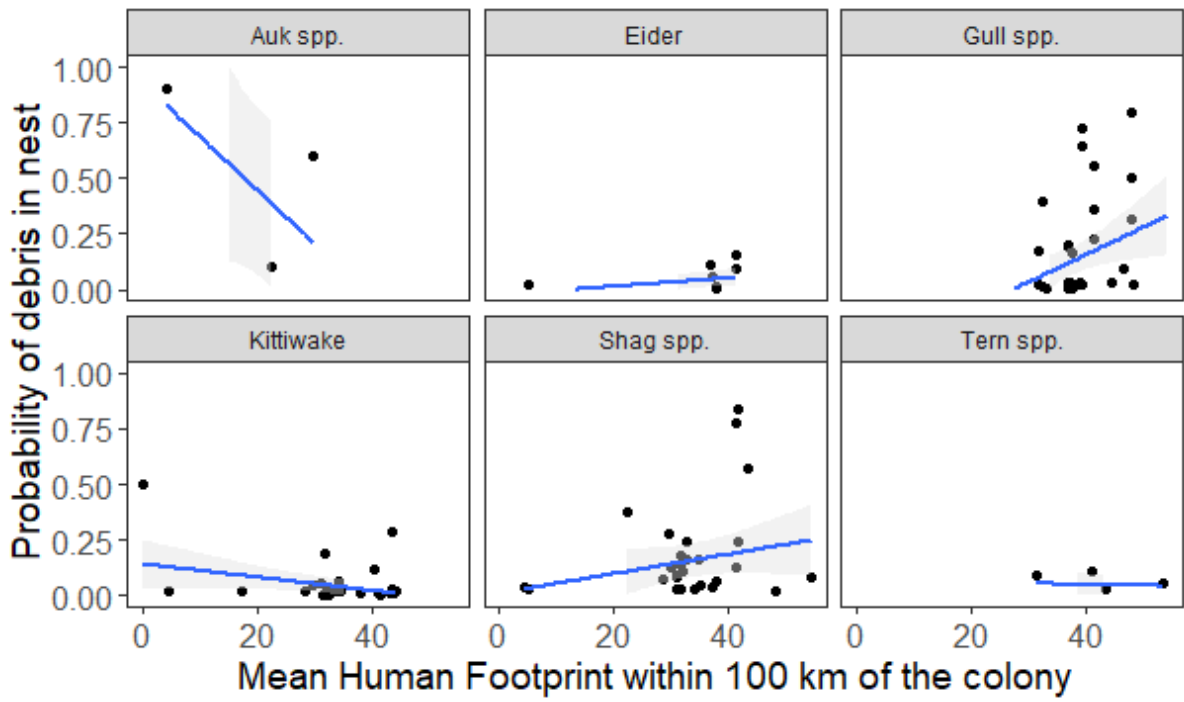 Auk spp. Eider Gull spp.
1.00
0.75
0.50
0.25
0.00
Kittiwake Shag spp. Tern spp.
1.00
0.75
0.50
0.25
0.00
0 20 40 0 20 40 0 20 40
Probability of debris in nest
Mean Human Footprint within 100 km of the colony